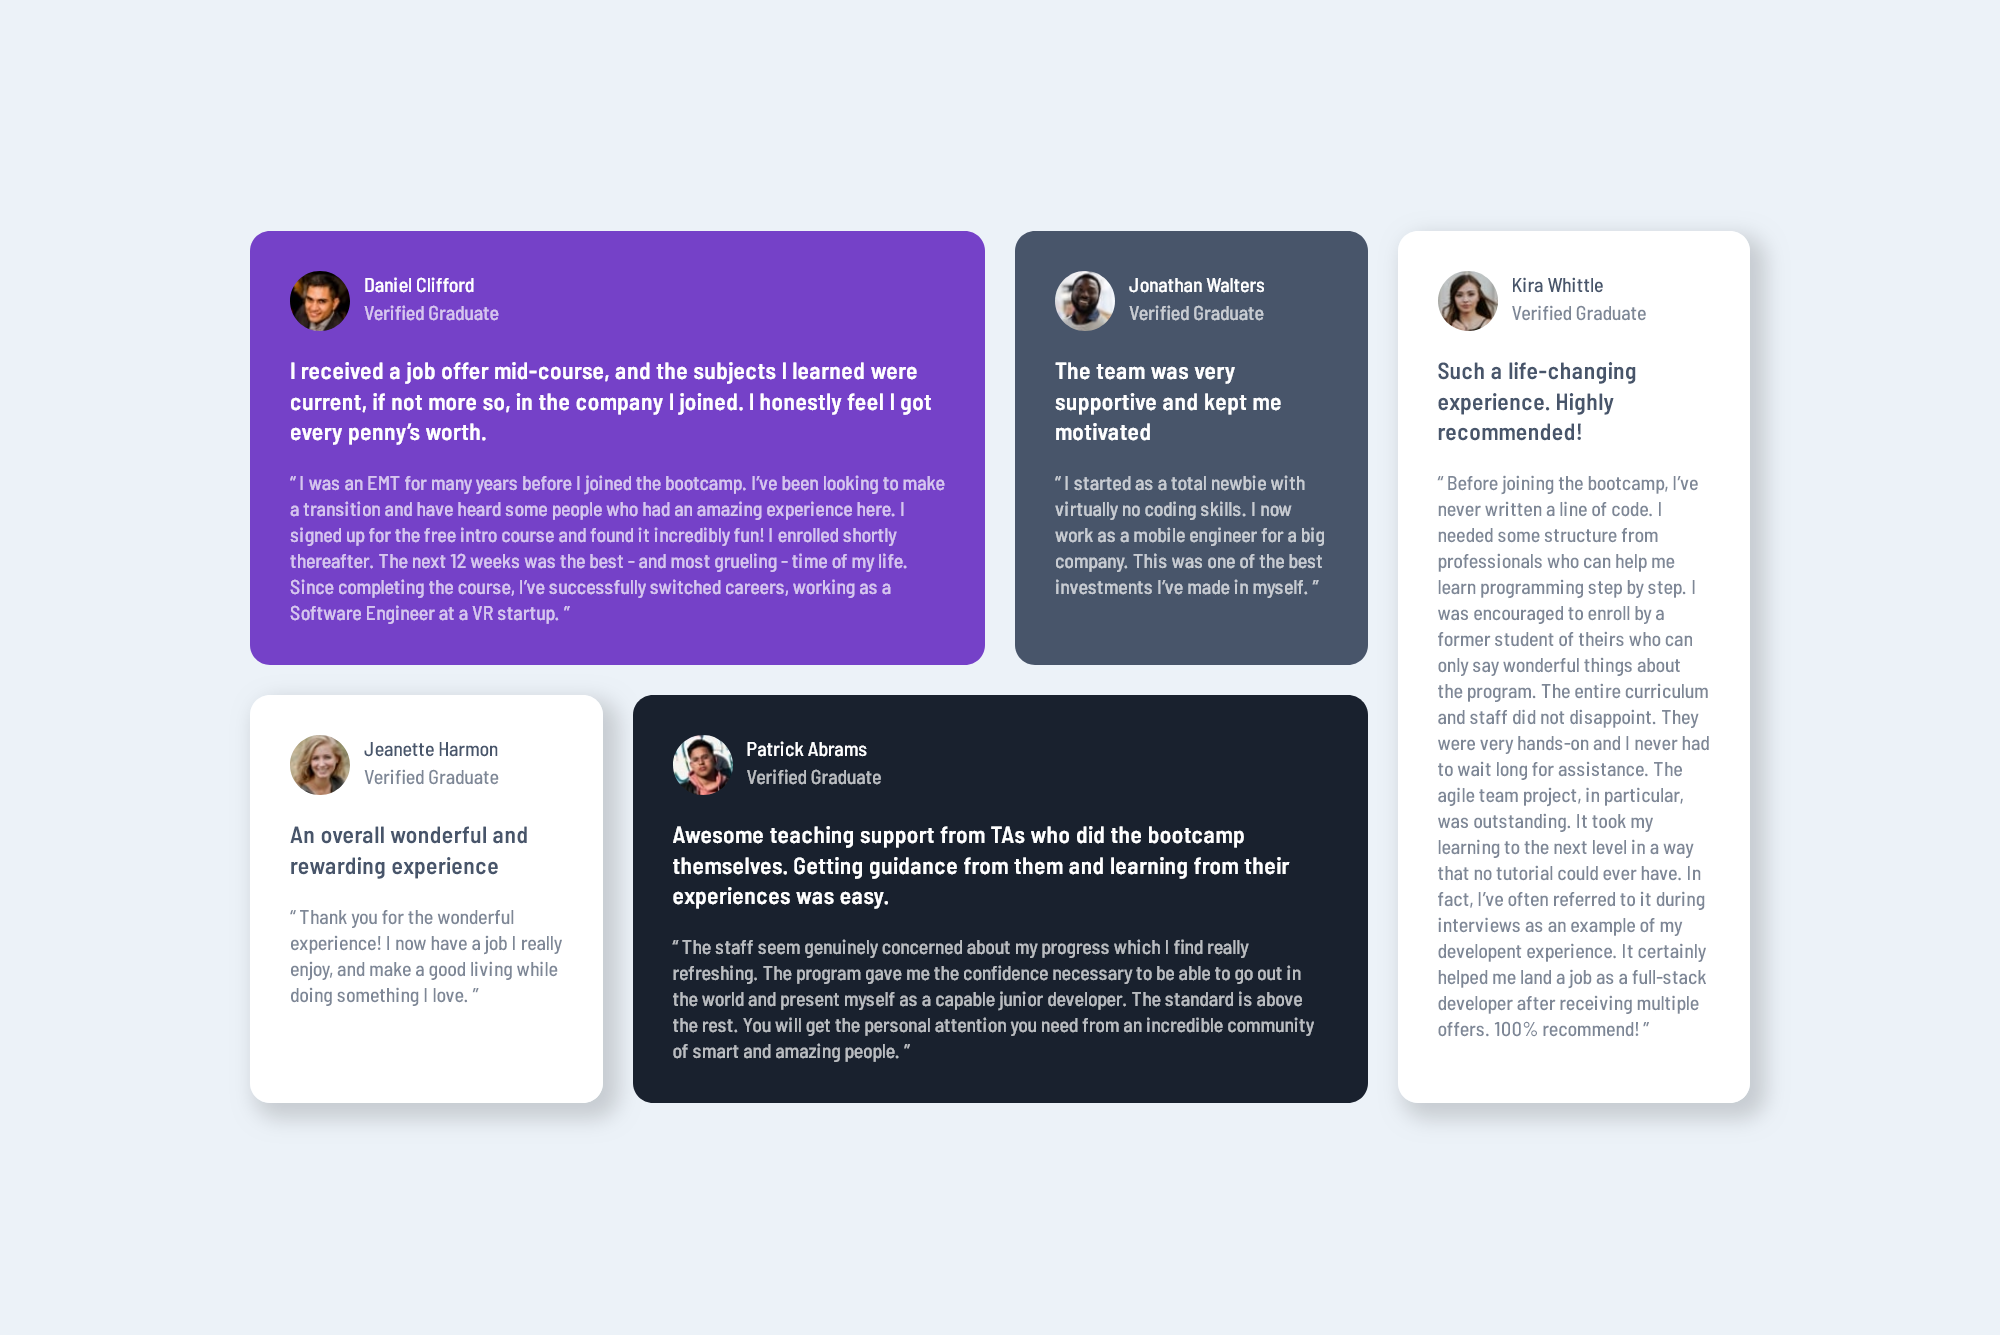 Daniel Clifford
Verified Graduate
I received a job offer mid-course, and the subjects I learned were
current, if not more so, in the company I joined. I honestly feel I got
every penny’s worth.
“ I was an EMT for many years before I joined the bootcamp. I’ve been looking to make
a transition and have heard some people who had an amazing experience here. I
signed up for the free intro course and found it incredibly fun! I enrolled shortly
thereafter. The next 12 weeks was the best - and most grueling - time of my life.
Since completing the course, I’ve successfully switched careers, working as a
Software Engineer at a VR startup. ”
Jonathan Walters
Verified Graduate
The team was very
supportive and kept me
motivated
“ I started as a total newbie with
virtually no coding skills. I now
work as a mobile engineer for a big
company. This was one of the best
investments I’ve made in myself. ”
Kira Whittle
Verified Graduate
Such a life-changing
experience. Highly
recommended!
“ Before joining the bootcamp, I’ve
never written a line of code. I
needed some structure from
professionals who can help me
learn programming step by step. I
was encouraged to enroll by a
former student of theirs who can
only say wonderful things about
the program. The entire curriculum
and staff did not disappoint. They
were very hands-on and I never had
to wait long for assistance. The
agile team project, in particular,
was outstanding. It took my
learning to the next level in a way
that no tutorial could ever have. In
fact, I’ve often referred to it during
interviews as an example of my
developent experience. It certainly
helped me land a job as a full-stack
developer after receiving multiple
offers. 100% recommend! ”
Jeanette Harmon
Verified Graduate
An overall wonderful and
rewarding experience
“ Thank you for the wonderful
experience! I now have a job I really
enjoy, and make a good living while
doing something I love. ”
Patrick Abrams
Verified Graduate
Awesome teaching support from TAs who did the bootcamp
themselves. Getting guidance from them and learning from their
experiences was easy.
“ The staff seem genuinely concerned about my progress which I find really
refreshing. The program gave me the confidence necessary to be able to go out in
the world and present myself as a capable junior developer. The standard is above
the rest. You will get the personal attention you need from an incredible community
of smart and amazing people. ”